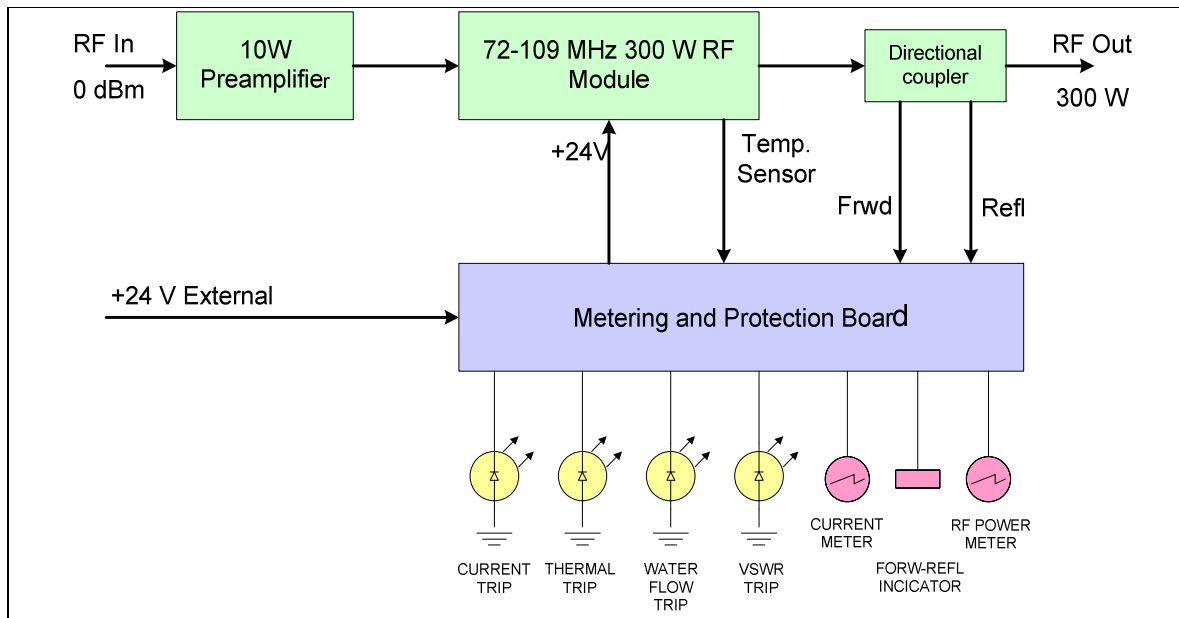 RF In
0 dBm
10W
Preamplifier
72-109 MHz 300 W RF
Module
Directional
coupler
RF Out
300 W
+24V
Temp.
Sensor
Frwd
Refl
+24 V External
Metering and Protection Board
CURRENT
TRIP
THERMAL
TRIP
WATER
FLOW
TRIP
VSWR
TRIP
CURRENT
METER
FORW-REFL
INCICATOR
RF POWER
METER